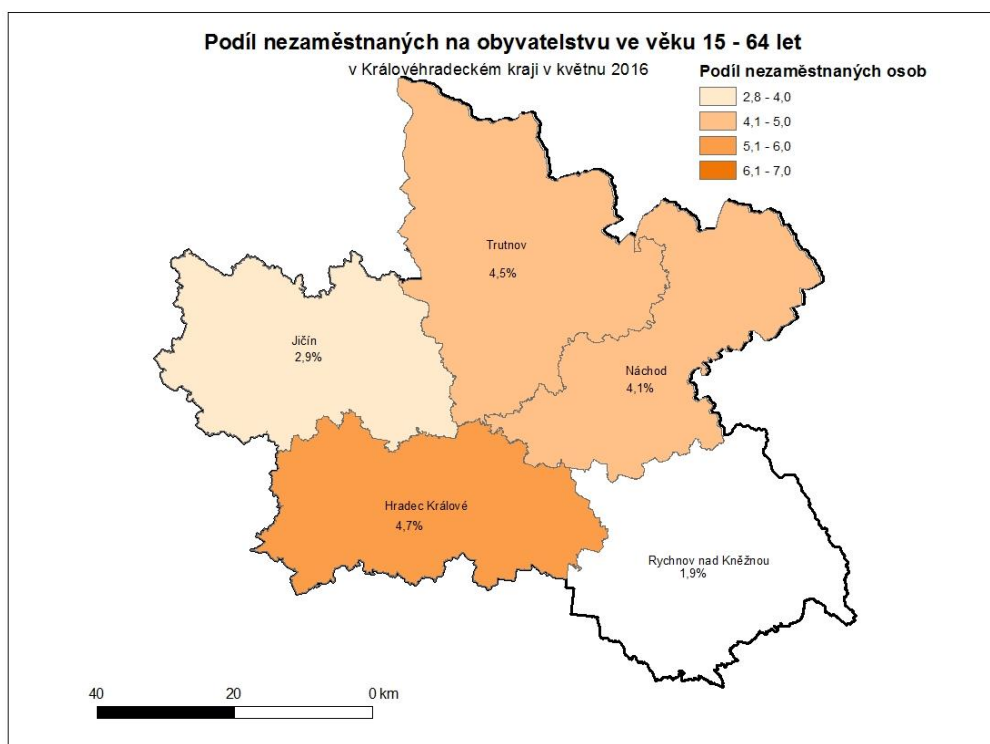 Podíl nezaměstnaných na obyvatelstvu ve věku 15 - 64 let
v Královéhradeckém kraji v květnu 2016
Podíl nezaměstnaných osob
2,8 - 4,0
4,1 - 5,0
5,1 - 6,0
6,1 - 7,0
Trutnov
4,5%
Jičín
2,9%
Náchod
4,1%
Hradec Králové
4,7%
Rychnov nad Kněžnou
1,9%
40 20 0 km